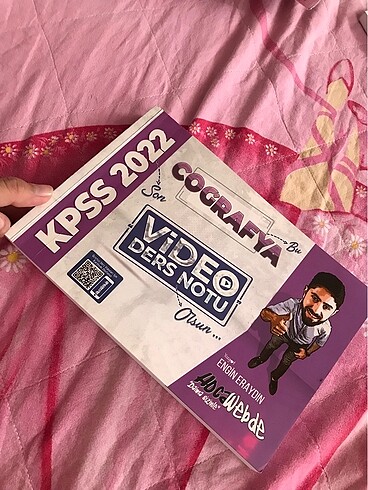 KPSS 2022
COĞRAFYA
Son
Bu
VİDEO
DERS NOTU
Olsun...
ENGİN ERAYDIN
HocaWebde